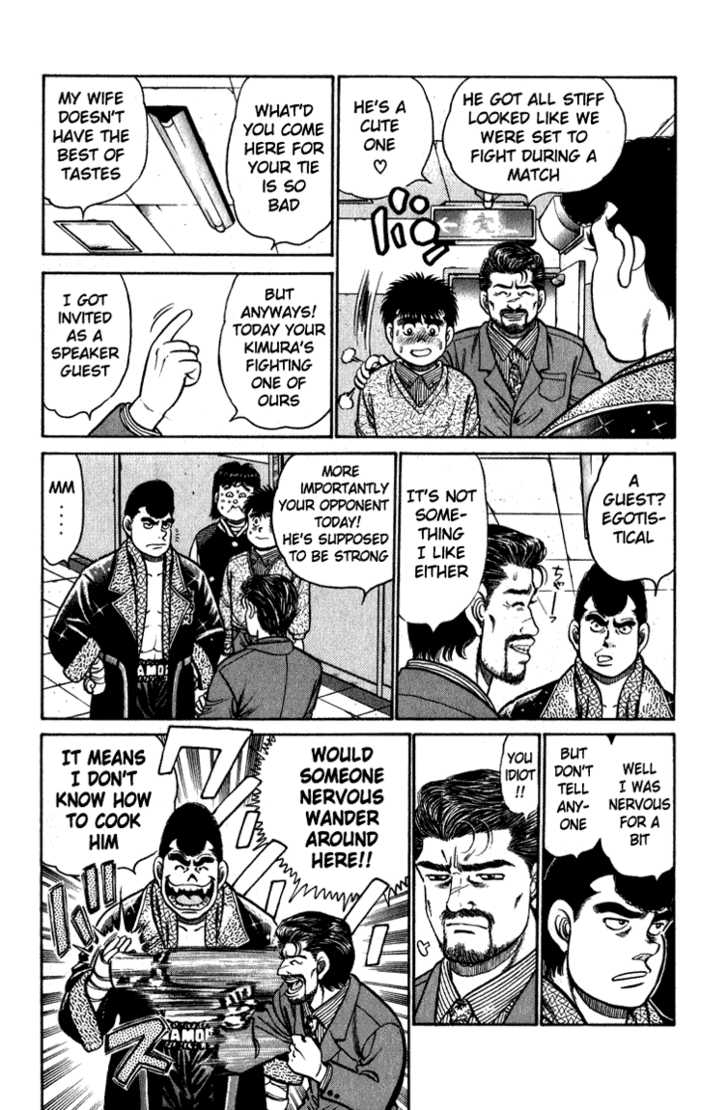 HE GOT ALL STIFF
LOOKED LIKE WE
WERE SET TO
FIGHT DURING A
MATCH
HE'S A
CUTE
ONE
♡
WHAT'D
YOU COME
HERE FOR
YOUR TIE
IS SO
BAD
MY WIFE
DOESN'T
HAVE THE
BEST OF
TASTES
BUT
ANYWAYS!
TODAY YOUR
KIMURA'S
FIGHTING
ONE OF
OURS
I GOT
INVITED
AS A
SPEAKER
GUEST
A
GUEST?
EGOTIS-
TICAL
IT'S NOT
SOME-
THING
I LIKE
EITHER
MORE
IMPORTANTLY
YOUR OPPONENT
TODAY!
HE'S SUPPOSED
TO BE STRONG
MM
....
WELL
I WAS
NERVOUS
FOR A
BIT
BUT
DON'T
TELL
ANY-
ONE
YOU
IDIOT
!!
WOULD
SOMEONE
NERVOUS
WANDER
AROUND
HERE!!
IT MEANS
I DON'T
KNOW HOW
TO COOK
HIM